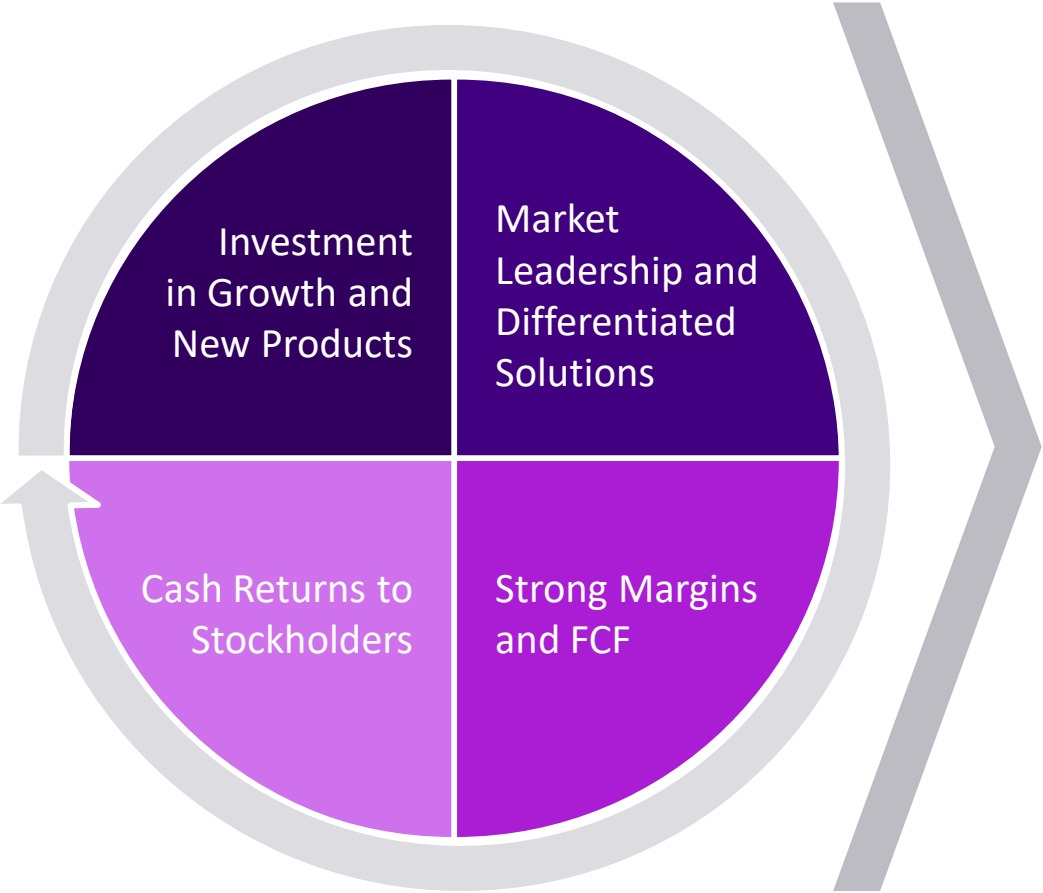 Investment
in Growth and
New Products
Market
Leadership and
Differentiated
Solutions
Cash Returns to
Stockholders
Strong Margins
and FCF